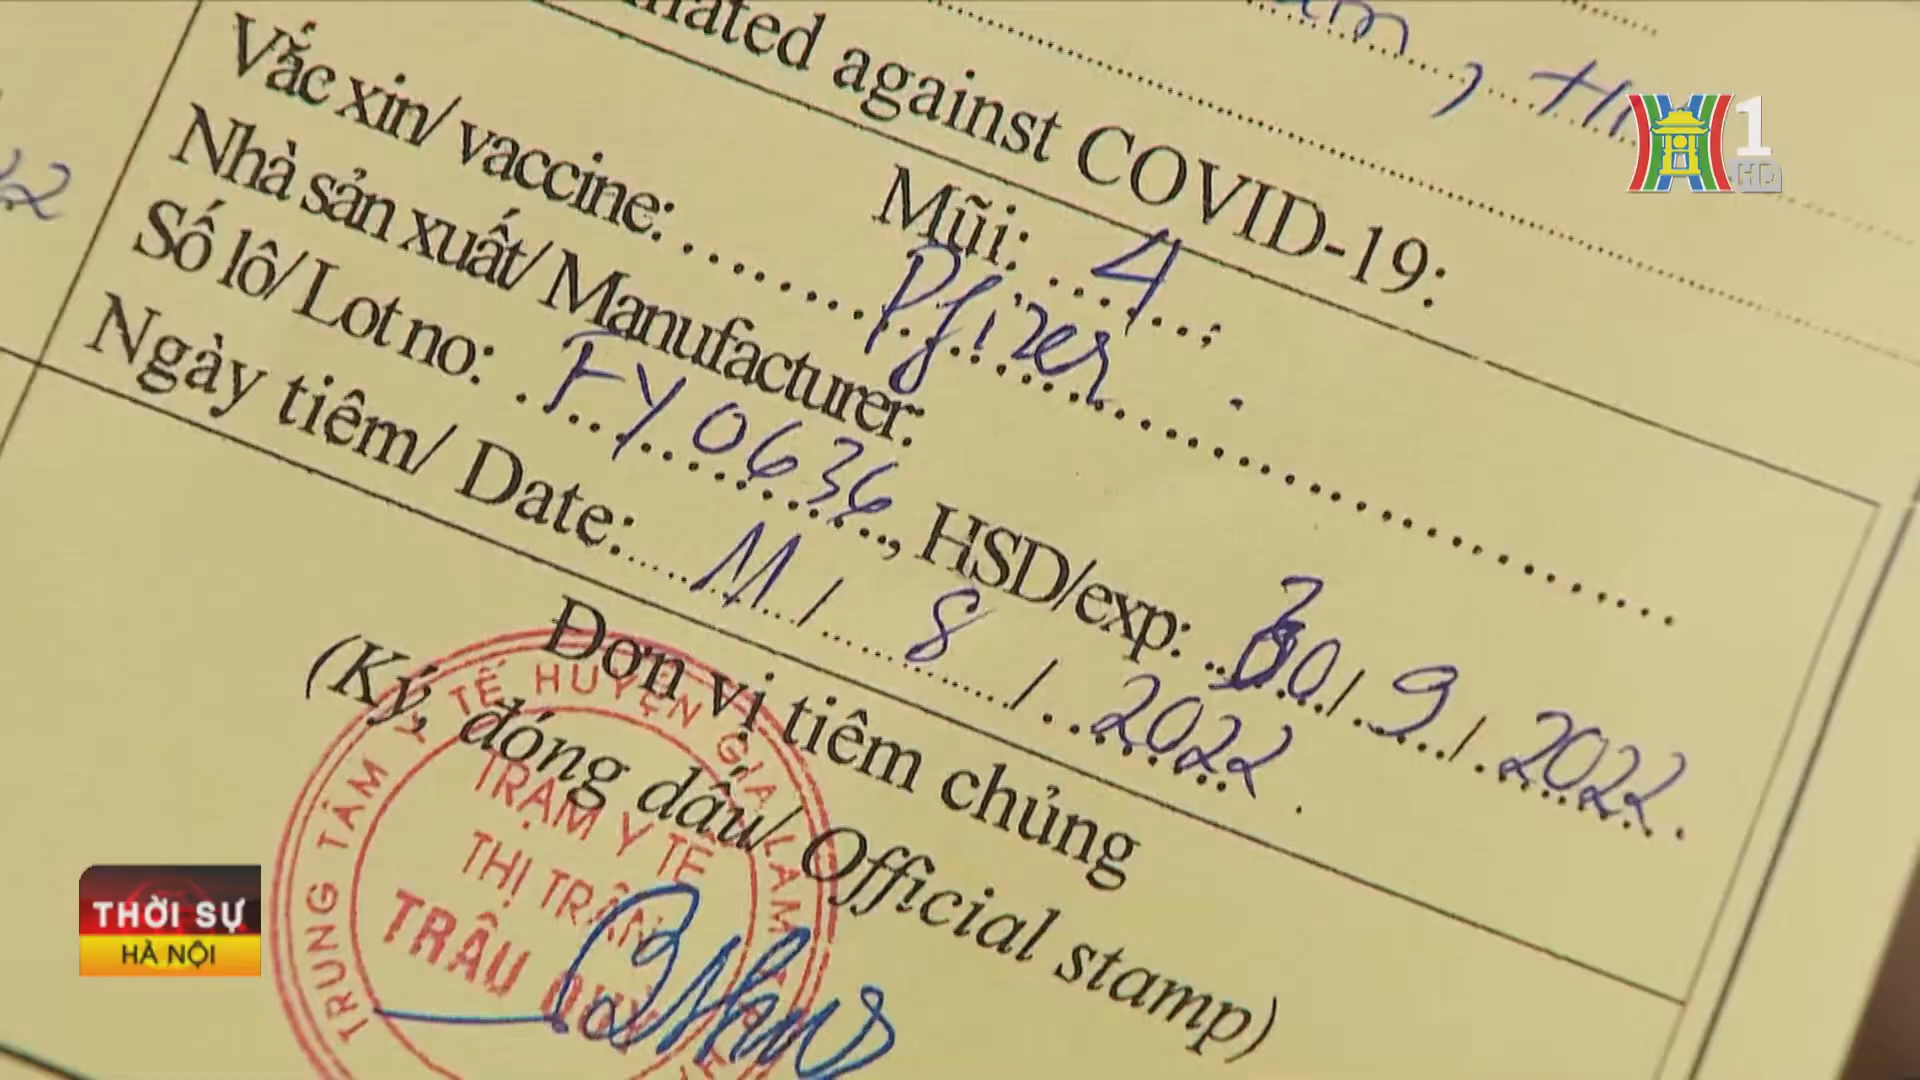 against COVID-19:
Mũi: 4
Vắc xin/ vaccine: Pfizer
Nhà sản xuất/ Manufacturer:
Số lô/ Lot no: FY0636, HSD/exp: 30/9/2022
Ngày tiêm/ Date: 11/8/2022
Đơn vị tiêm chủng
(Ký, đóng dấu/ Official stamp)
TRUNG TÂM Y TẾ HUYỆN GIA LÂM
TRẠM Y TẾ
THỊ TRẤN
TRÂU QUỲ
1
HD
THỜI SỰ
HÀ NỘI